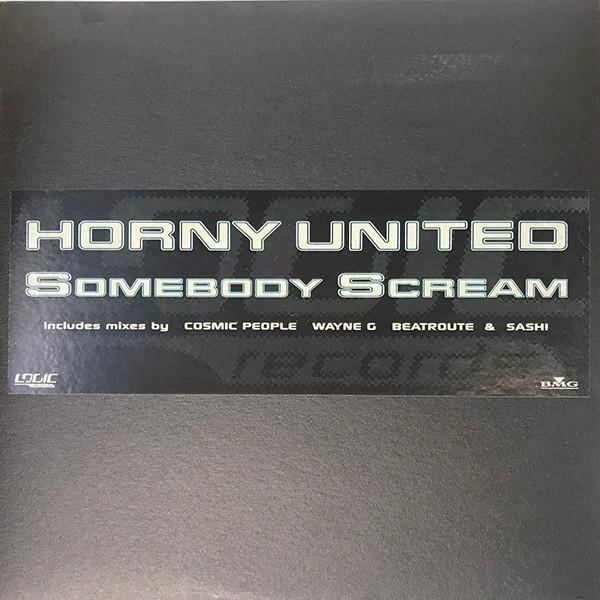 HORNY UNITED
SOMEBODY SCREAM
includes mixes by COSMIC PEOPLE WAYNE G BEATROUTE & SASHI
records
LOGIC
BMG